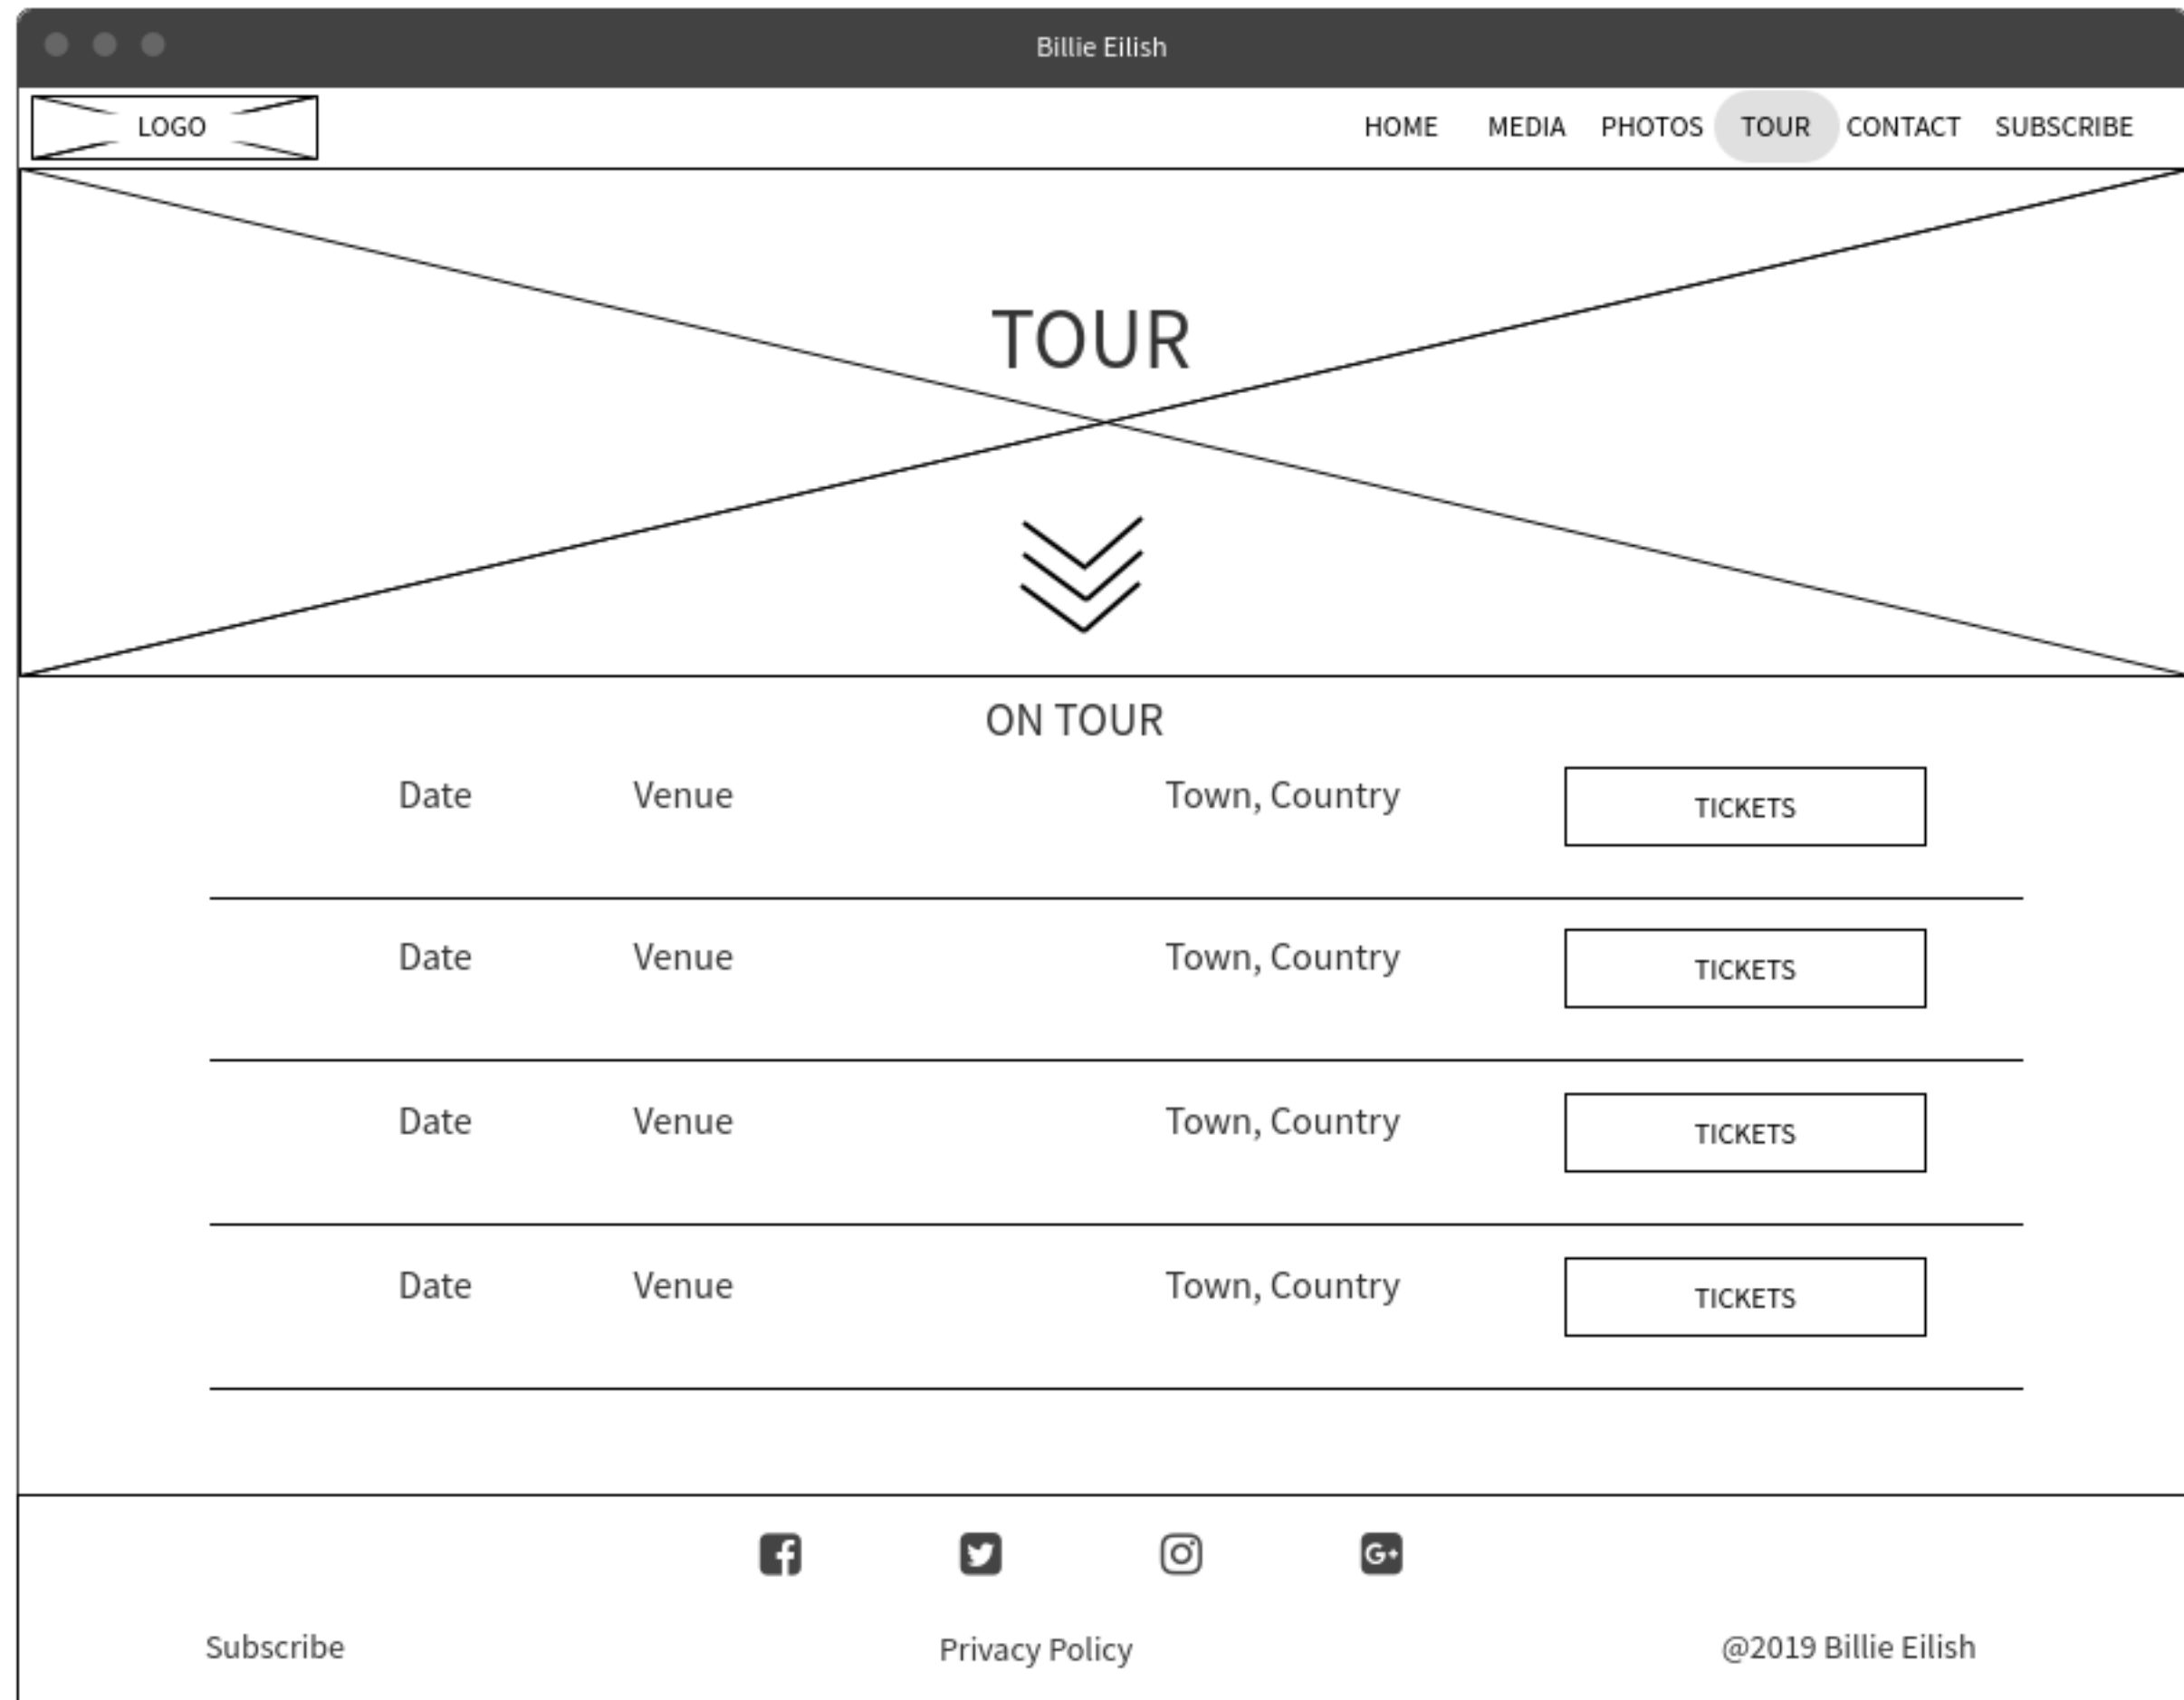 Billie Eilish
LOGO HOME MEDIA PHOTOS TOUR CONTACT SUBSCRIBE
TOUR
ON TOUR
Date Venue Town, Country TICKETS
Date Venue Town, Country TICKETS
Date Venue Town, Country TICKETS
Date Venue Town, Country TICKETS
Subscribe Privacy Policy @2019 Billie Eilish